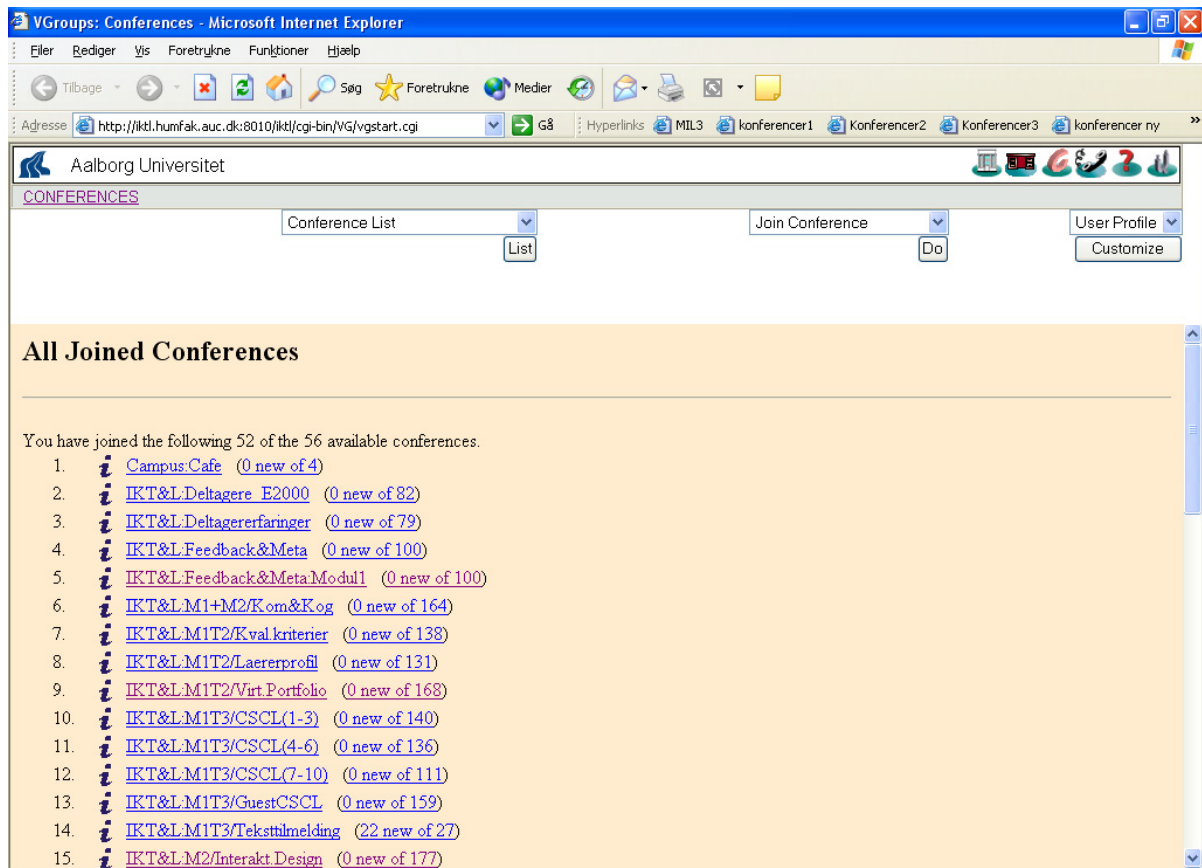 VGroups: Conferences - Microsoft Internet Explorer
Filer Rediger Vis Foretrukne Funktioner Hjælp
Tilbage Søg Foretrukne Medier
Adresse http://iktl.humfak.auc.dk:8010/iktl/cgi-bin/VG/vgstart.cgi Gå Hyperlinks MIL3 konferencer1 Konferencer2 Konferencer3 konferencer ny »
Aalborg Universitet
CONFERENCES
Conference List Join Conference User Profile
List Do Customize
All Joined Conferences
You have joined the following 52 of the 56 available conferences.
1. i Campus:Cafe (0 new of 4)
2. i IKT&L:Deltagere_E2000 (0 new of 82)
3. i IKT&L:Deltagererfaringer (0 new of 79)
4. i IKT&L:Feedback&Meta (0 new of 100)
5. i IKT&L:Feedback&Meta:Modul1 (0 new of 100)
6. i IKT&L:M1+M2/Kom&Kog (0 new of 164)
7. i IKT&L:M1T2/Kval.kriterier (0 new of 138)
8. i IKT&L:M1T2/Laererprofil (0 new of 131)
9. i IKT&L:M1T2/Virt.Portfolio (0 new of 168)
10. i IKT&L:M1T3/CSCL(1-3) (0 new of 140)
11. i IKT&L:M1T3/CSCL(4-6) (0 new of 136)
12. i IKT&L:M1T3/CSCL(7-10) (0 new of 111)
13. i IKT&L:M1T3/GuestCSCL (0 new of 159)
14. i IKT&L:M1T3/Teksttilmelding (22 new of 27)
15. i IKT&L:M2/Interakt.Design (0 new of 177)